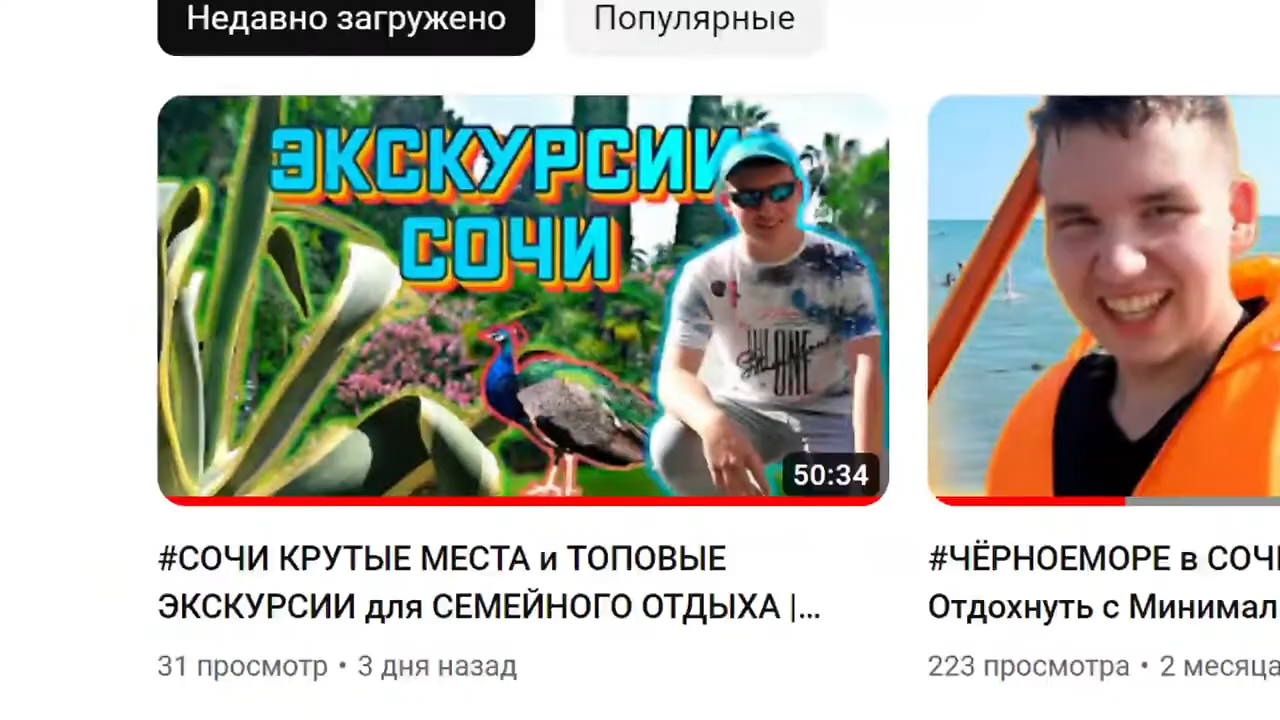 Недавно загружено
Популярные
ЭКСКУРСИИ
СОЧИ
ONE
50:34
#СОЧИ КРУТЫЕ МЕСТА и ТОПОВЫЕ
ЭКСКУРСИИ для СЕМЕЙНОГО ОТДЫХА |...
31 просмотр • 3 дня назад
#ЧЁРНОЕМОРЕ в СОЧ
Отдохнуть с Минимал
223 просмотра • 2 месяца